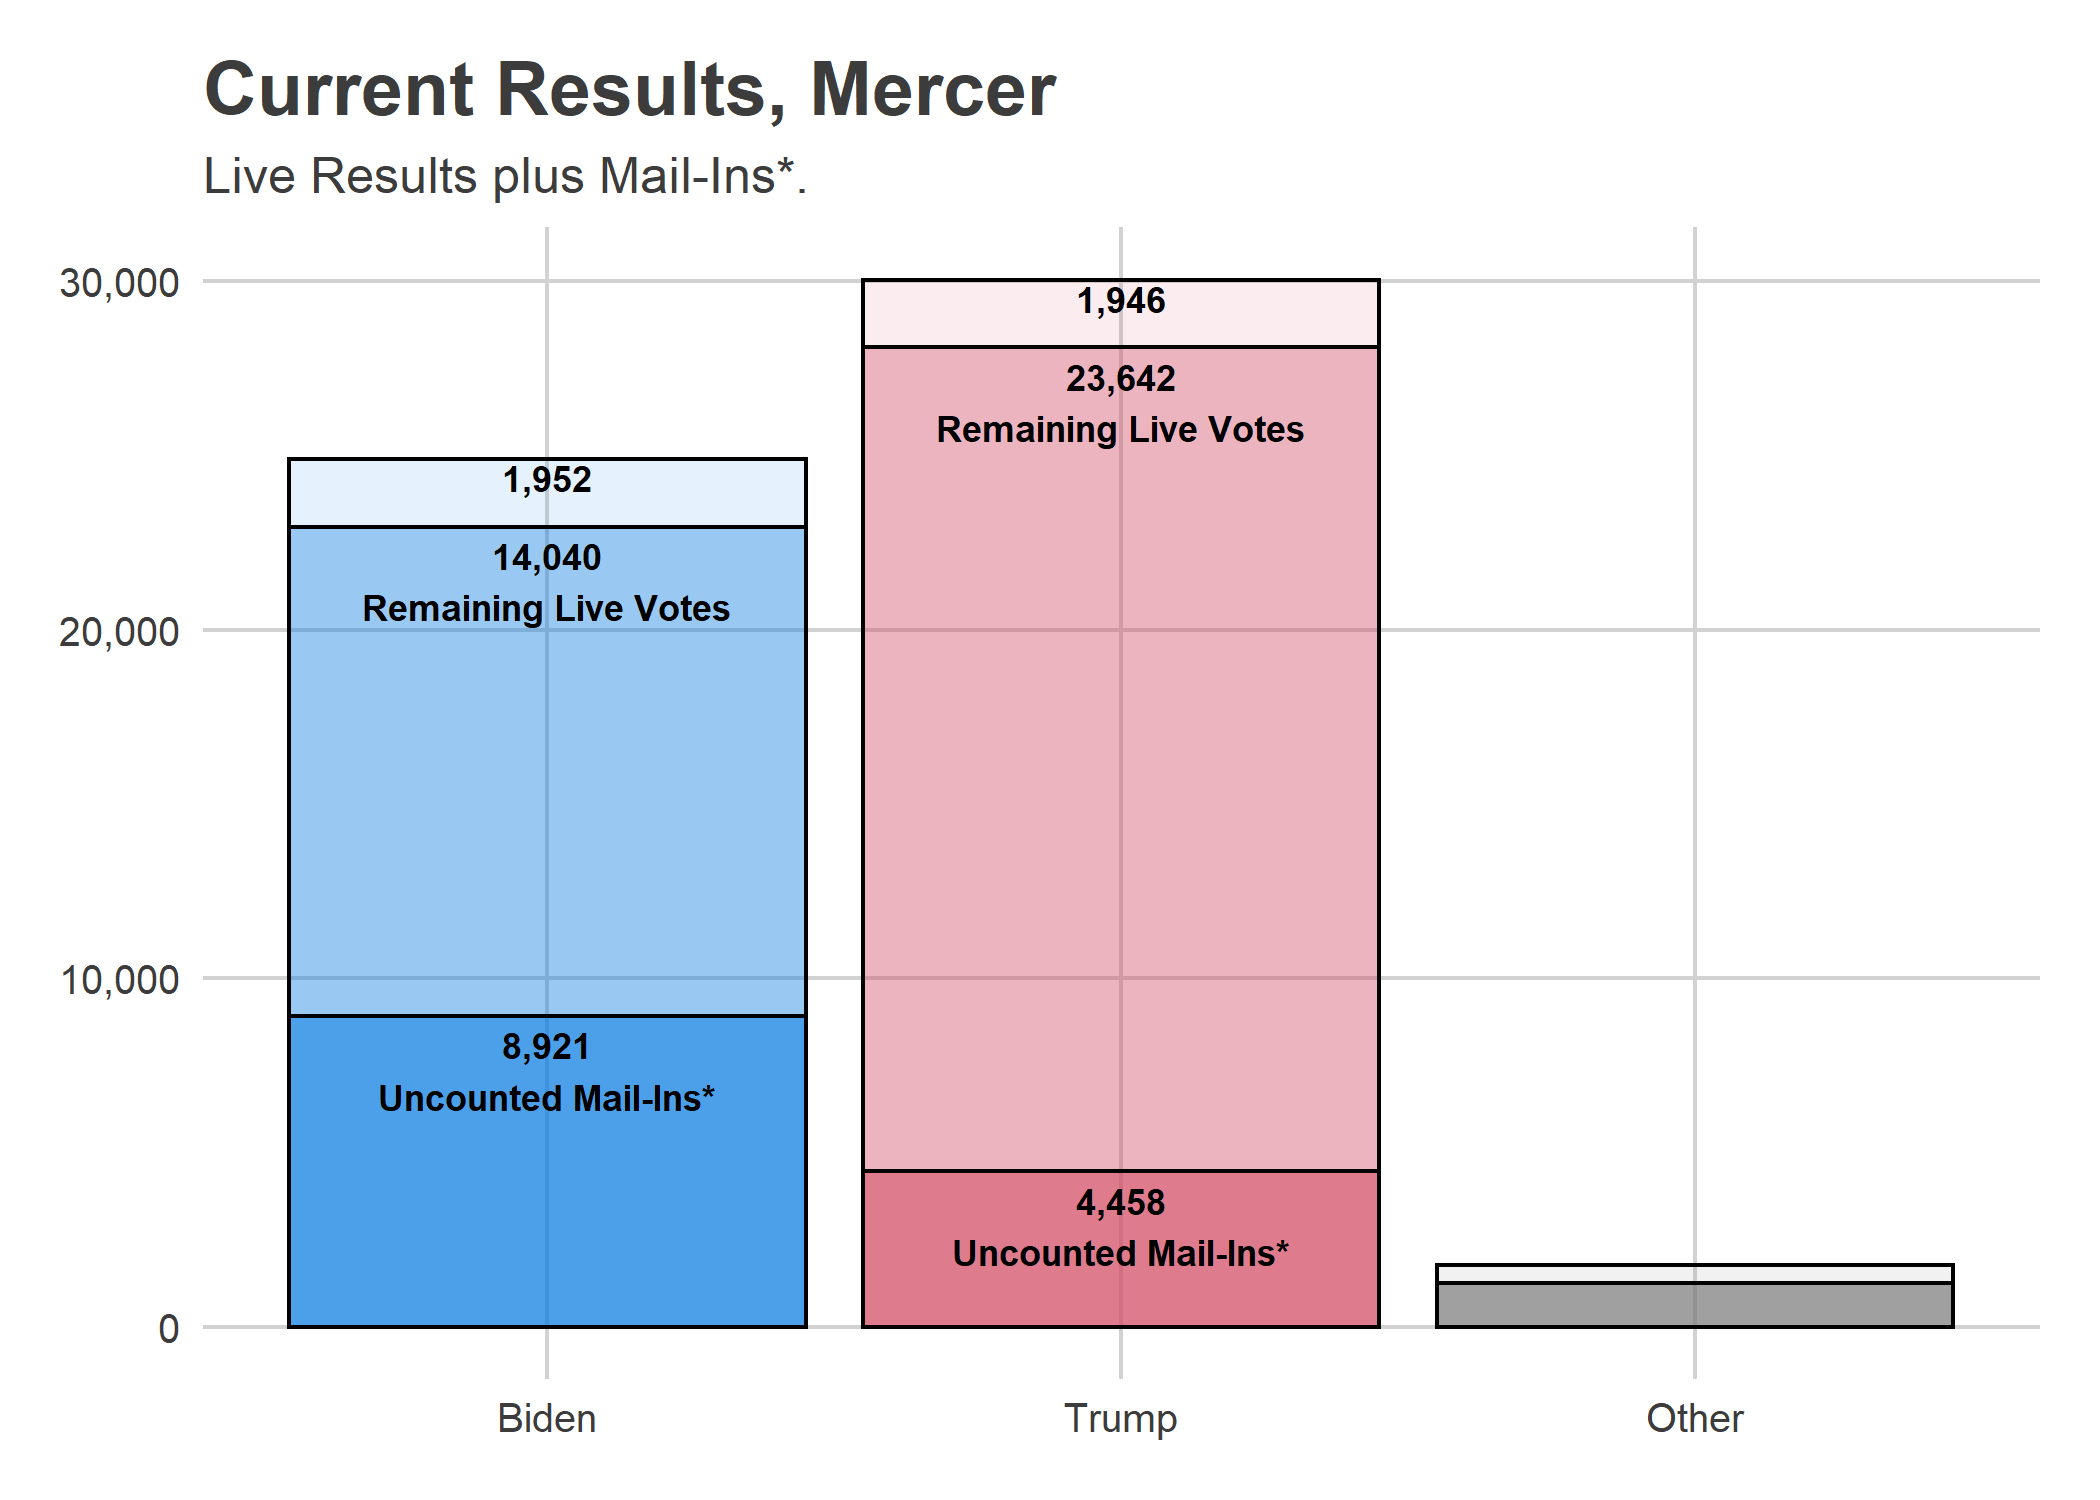 Current Results, Mercer
Live Results plus Mail-Ins*.
30,000
20,000
10,000
0
1,952
14,040
Remaining Live Votes
8,921
Uncounted Mail-Ins*
1,946
23,642
Remaining Live Votes
4,458
Uncounted Mail-Ins*
Biden
Trump
Other